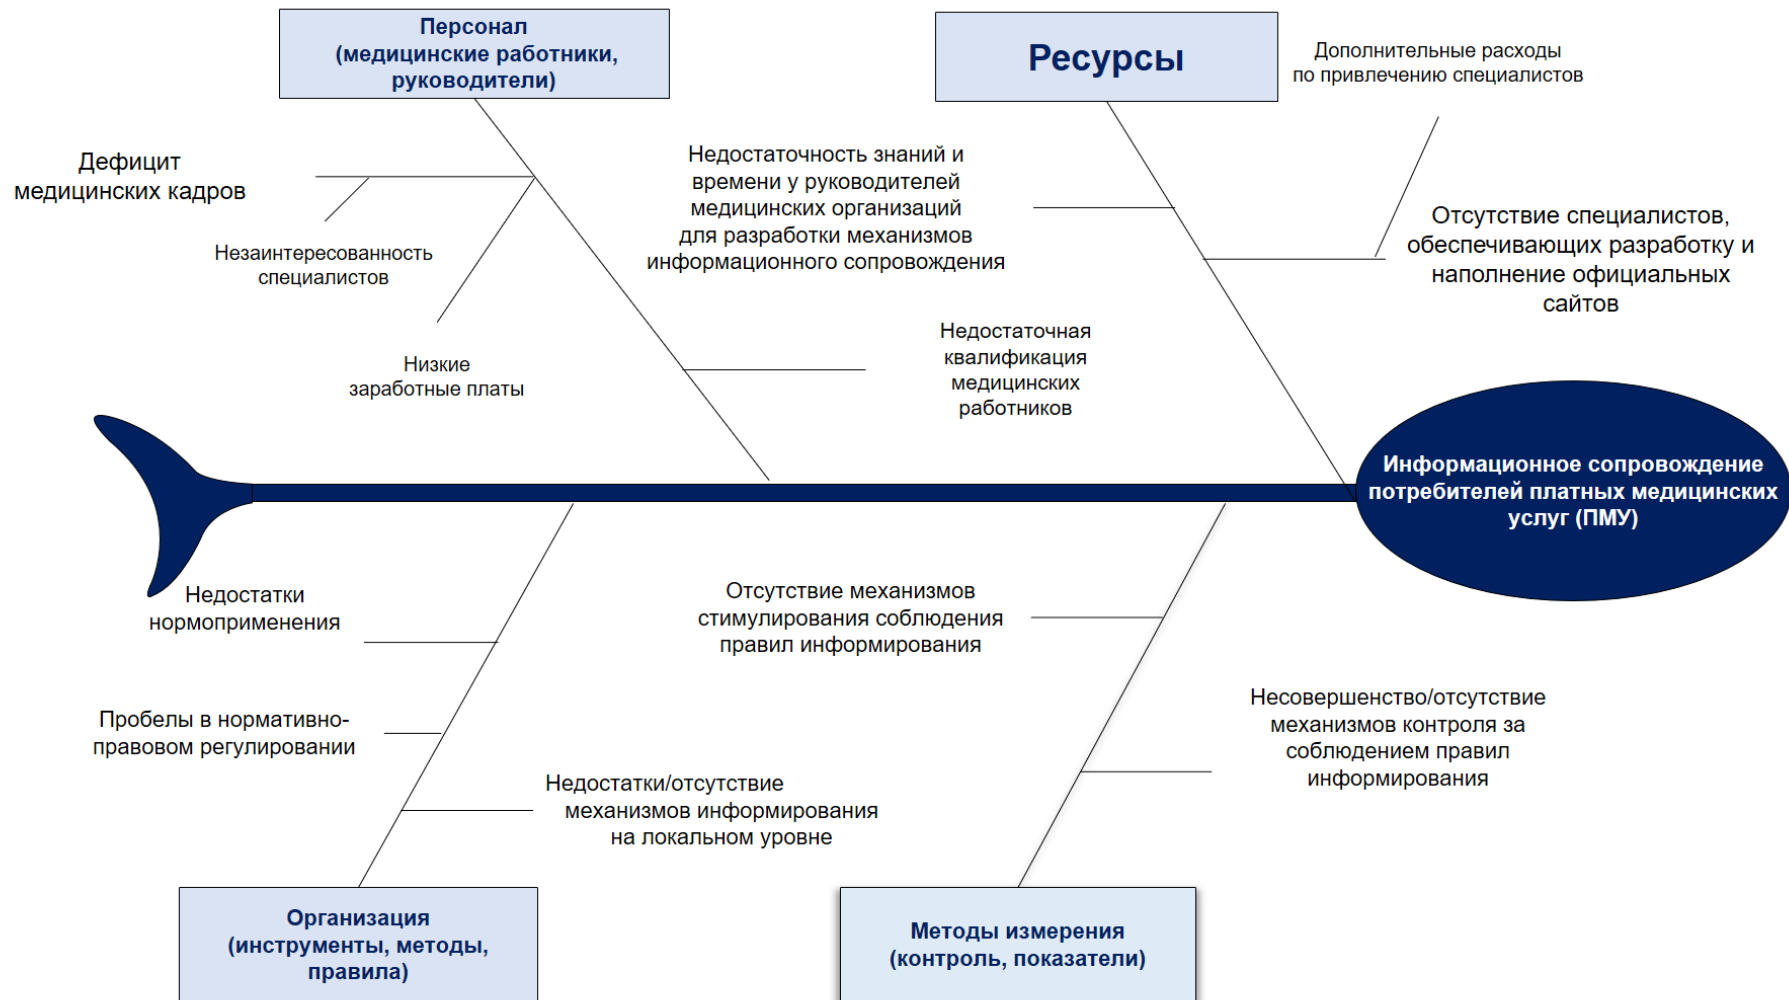 Персонал
(медицинские работники,
руководители)
Ресурсы
Дополнительные расходы
по привлечению специалистов
Дефицит
медицинских кадров
Незаинтересованность
специалистов
Низкие
заработные платы
Недостаточность знаний и
времени у руководителей
медицинских организаций
для разработки механизмов
информационного сопровождения
Отсутствие специалистов,
обеспечивающих разработку и
наполнение официальных
сайтов
Недостаточная
квалификация
медицинских
работников
Информационное сопровождение
потребителей платных медицинских
услуг (ПМУ)
Недостатки
нормоприменения
Пробелы в нормативно-
правовом регулировании
Недостатки/отсутствие
механизмов информирования
на локальном уровне
Отсутствие механизмов
стимулирования соблюдения
правил информирования
Несовершенство/отсутствие
механизмов контроля за
соблюдением правил
информирования
Организация
(инструменты, методы,
правила)
Методы измерения
(контроль, показатели)